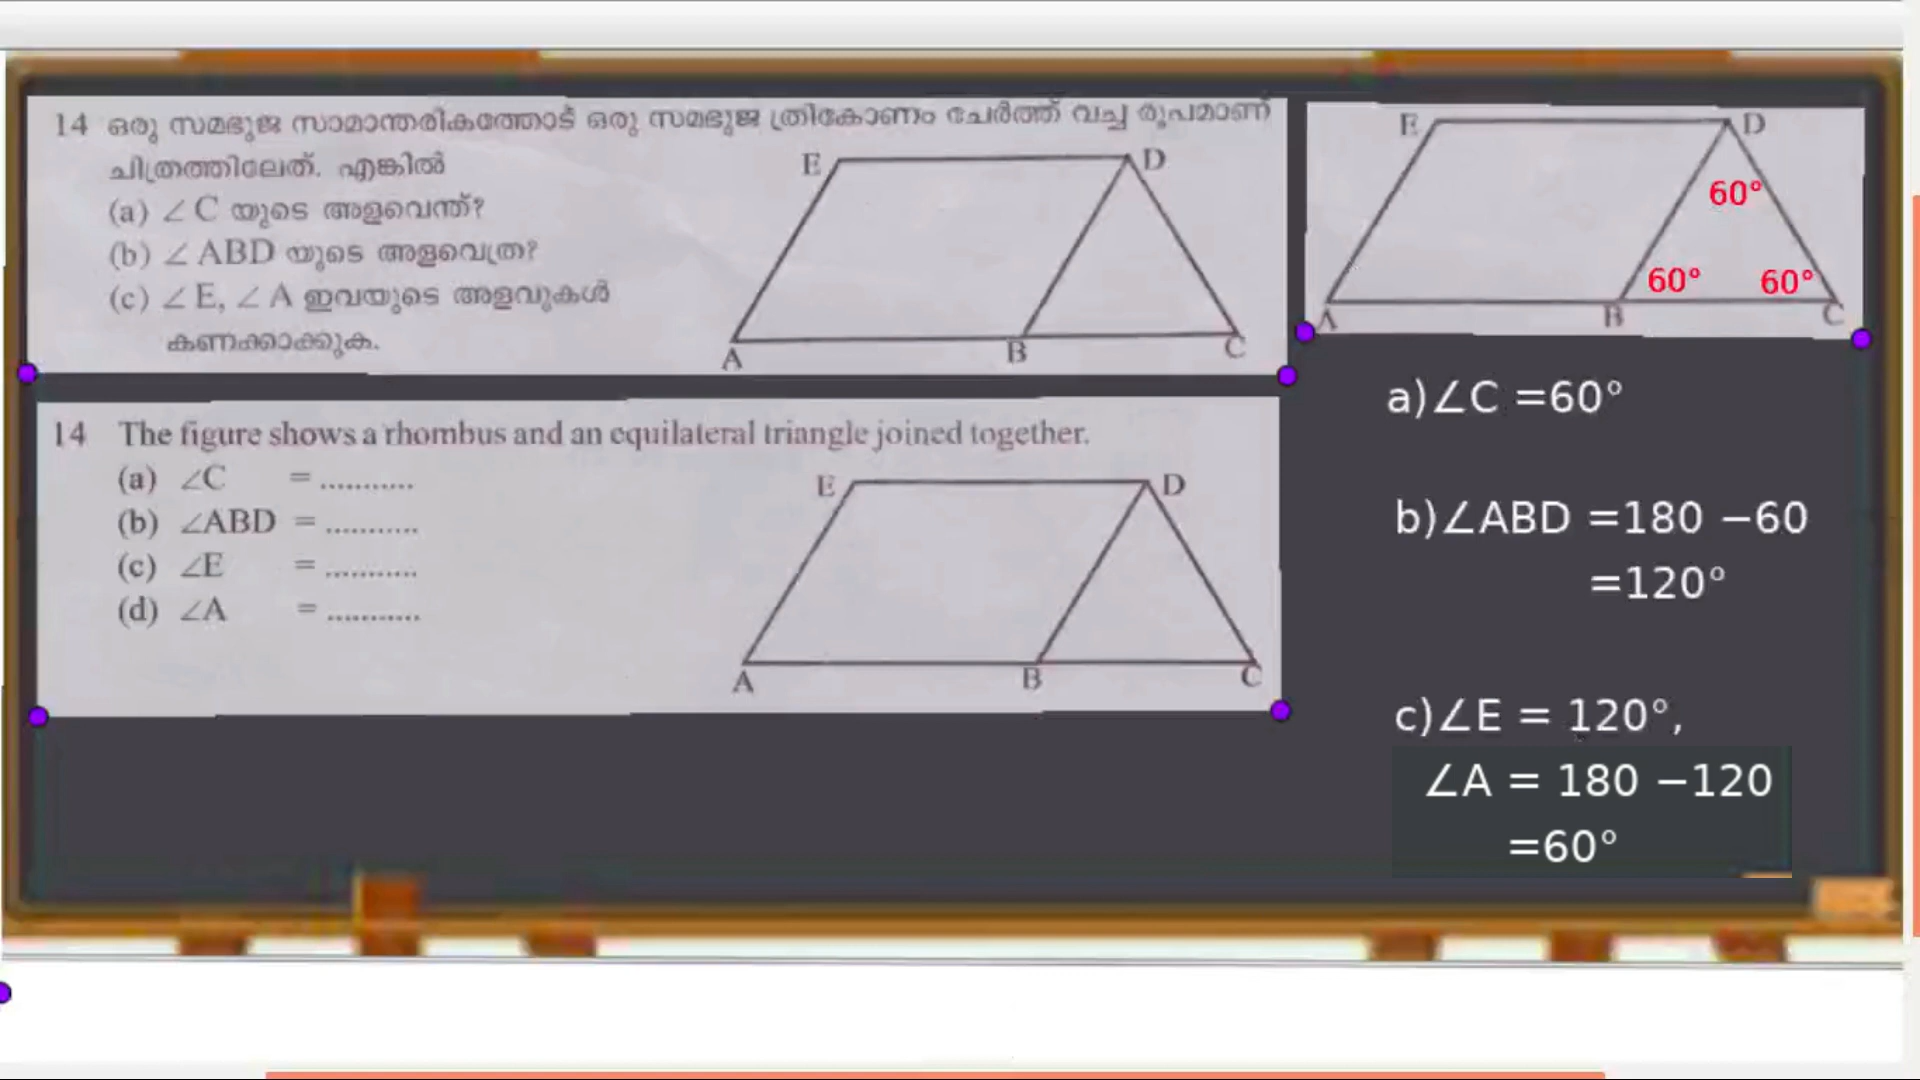 14 ഒരു സമഭുജ സാമാന്തരികത്തോട് ഒരു സമഭുജ ത്രികോണം ചേർത്ത് വച്ച രൂപമാണ്
ചിത്രത്തിലേത്. എങ്കിൽ
(a) ∠C യുടെ അളവെന്ത്?
(b) ∠ABD യുടെ അളവെത്ര?
(c) ∠E, ∠A ഇവയുടെ അളവുകൾ
കണക്കാക്കുക.
E
D
A
B
C
14 The figure shows a rhombus and an equilateral triangle joined together.
(a) ∠C = ...........
(b) ∠ABD = ...........
(c) ∠E = ...........
(d) ∠A = ...........
E
D
A
B
C
E
D
60°
60°
60°
A
B
C
a)∠C =60°
b)∠ABD =180 −60
=120°
c)∠E = 120°,
∠A = 180 −120
=60°